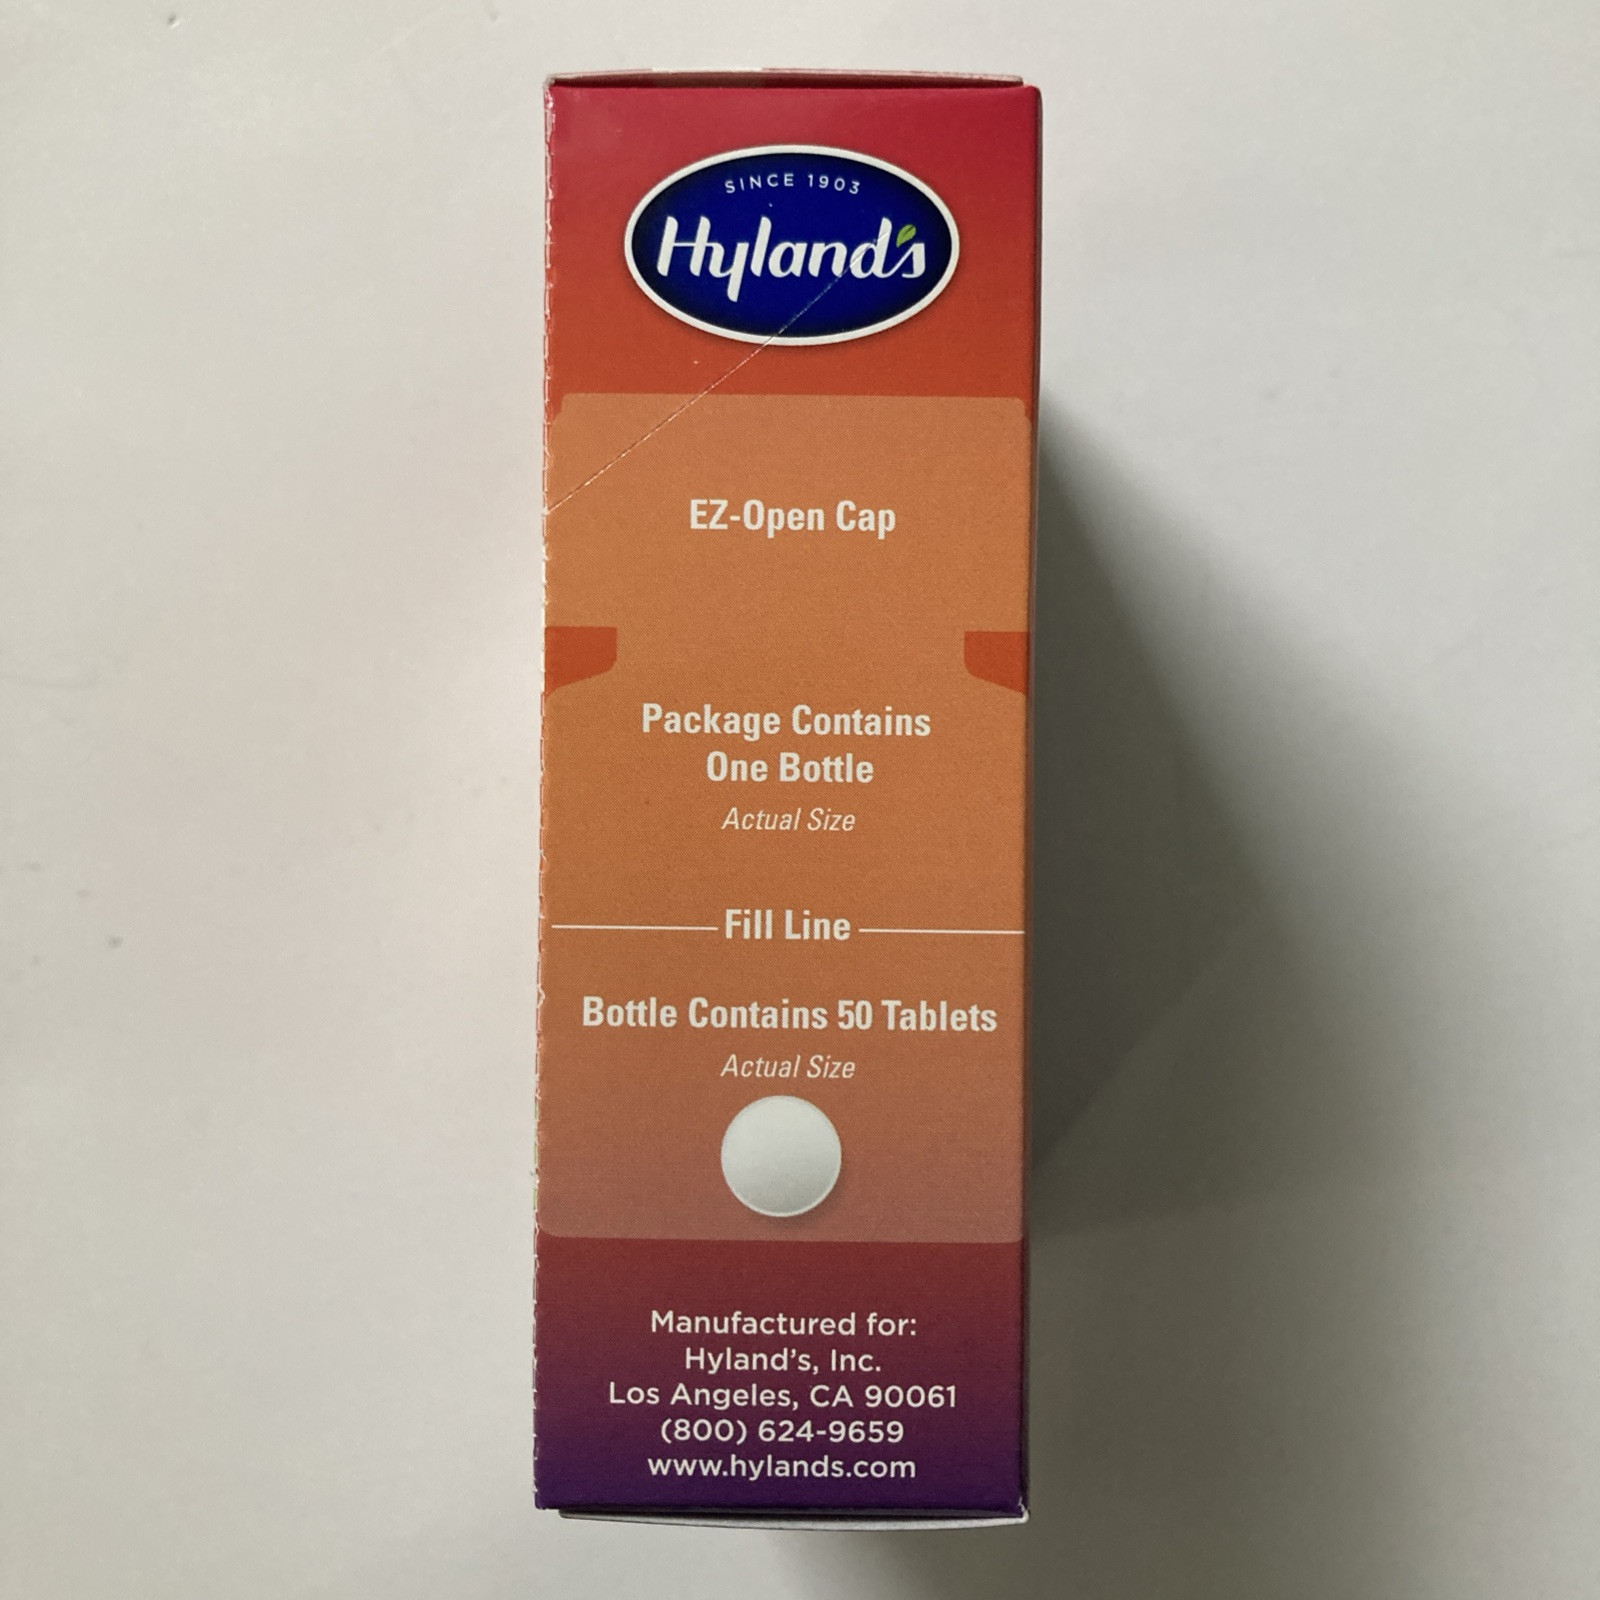 SINCE 1903
Hyland's
EZ-Open Cap
Package Contains
One Bottle
Actual Size
Fill Line
Bottle Contains 50 Tablets
Actual Size
Manufactured for:
Hyland's, Inc.
Los Angeles, CA 90061
(800) 624-9659
www.hylands.com